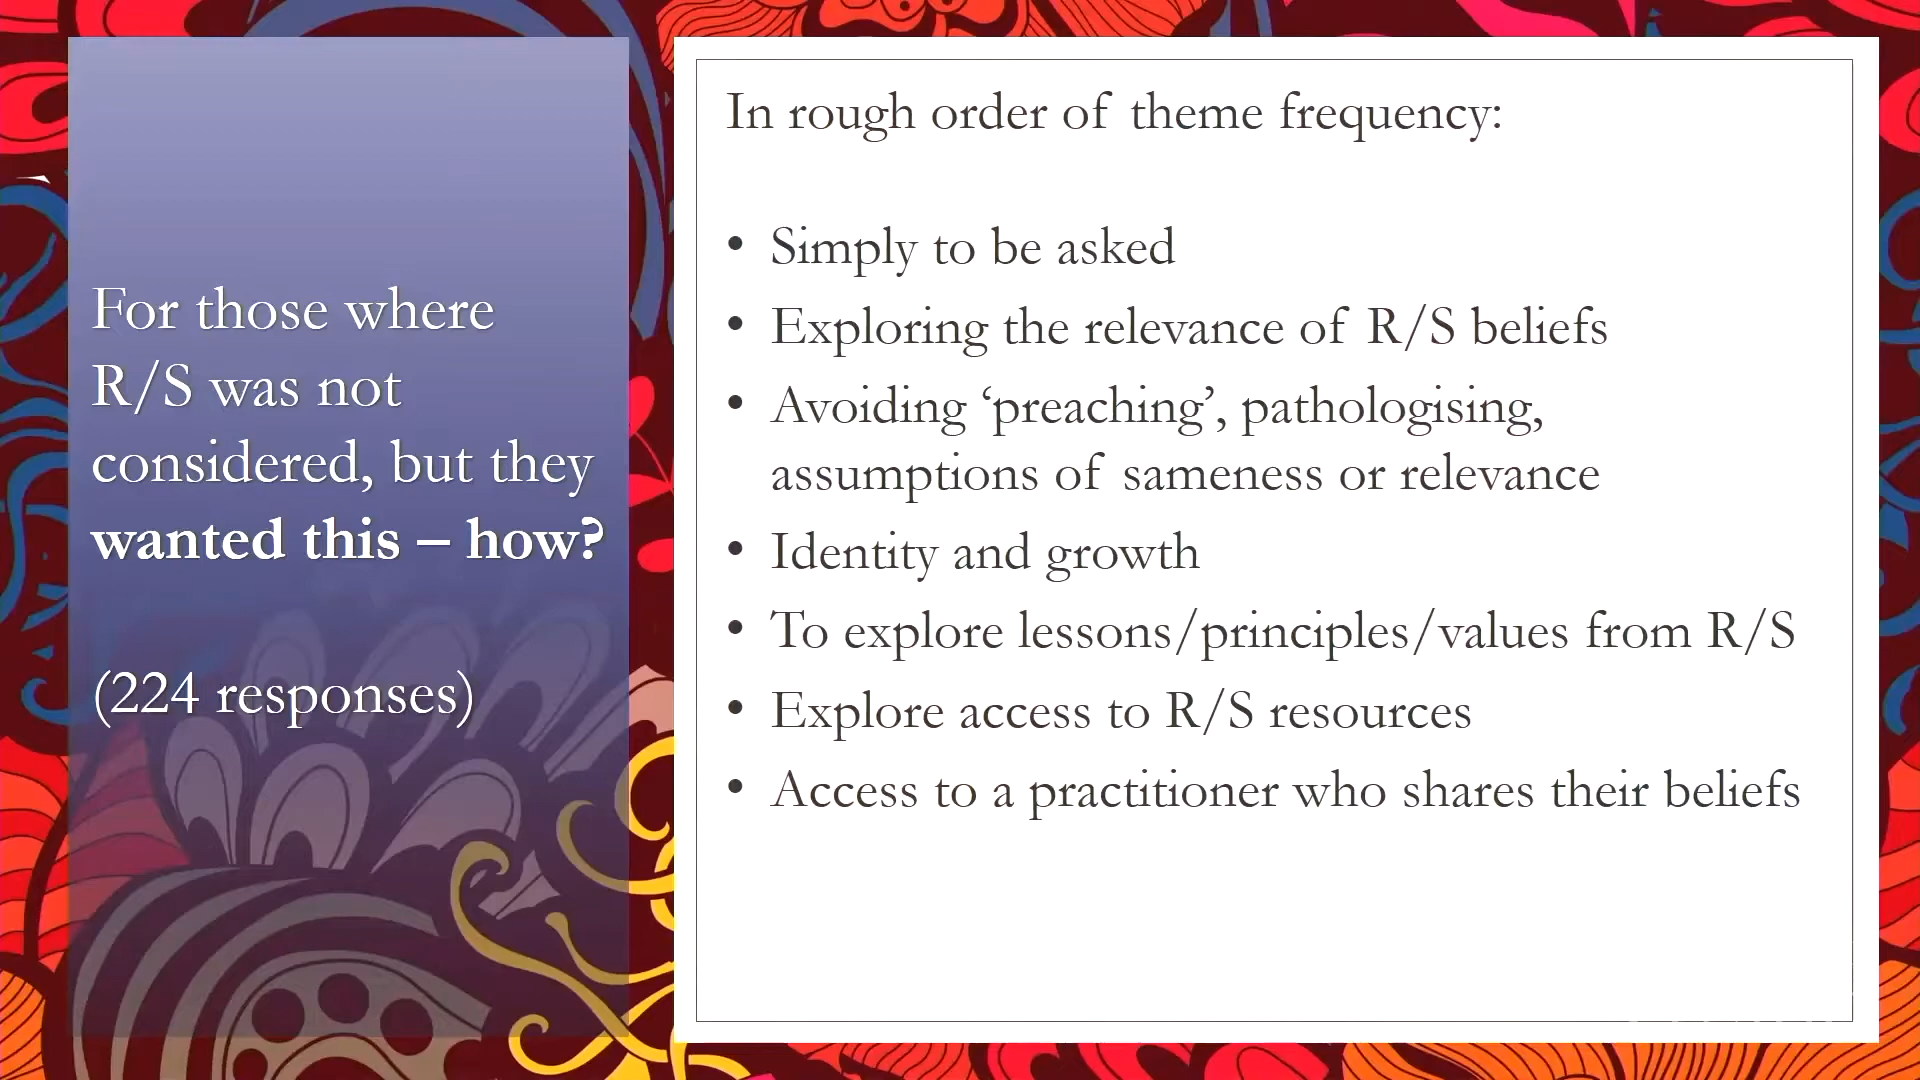 For those where
R/S was not
considered, but they
wanted this – how?
(224 responses)
In rough order of theme frequency:
• Simply to be asked
• Exploring the relevance of R/S beliefs
• Avoiding ‘preaching’, pathologising,
assumptions of sameness or relevance
• Identity and growth
• To explore lessons/principles/values from R/S
• Explore access to R/S resources
• Access to a practitioner who shares their beliefs